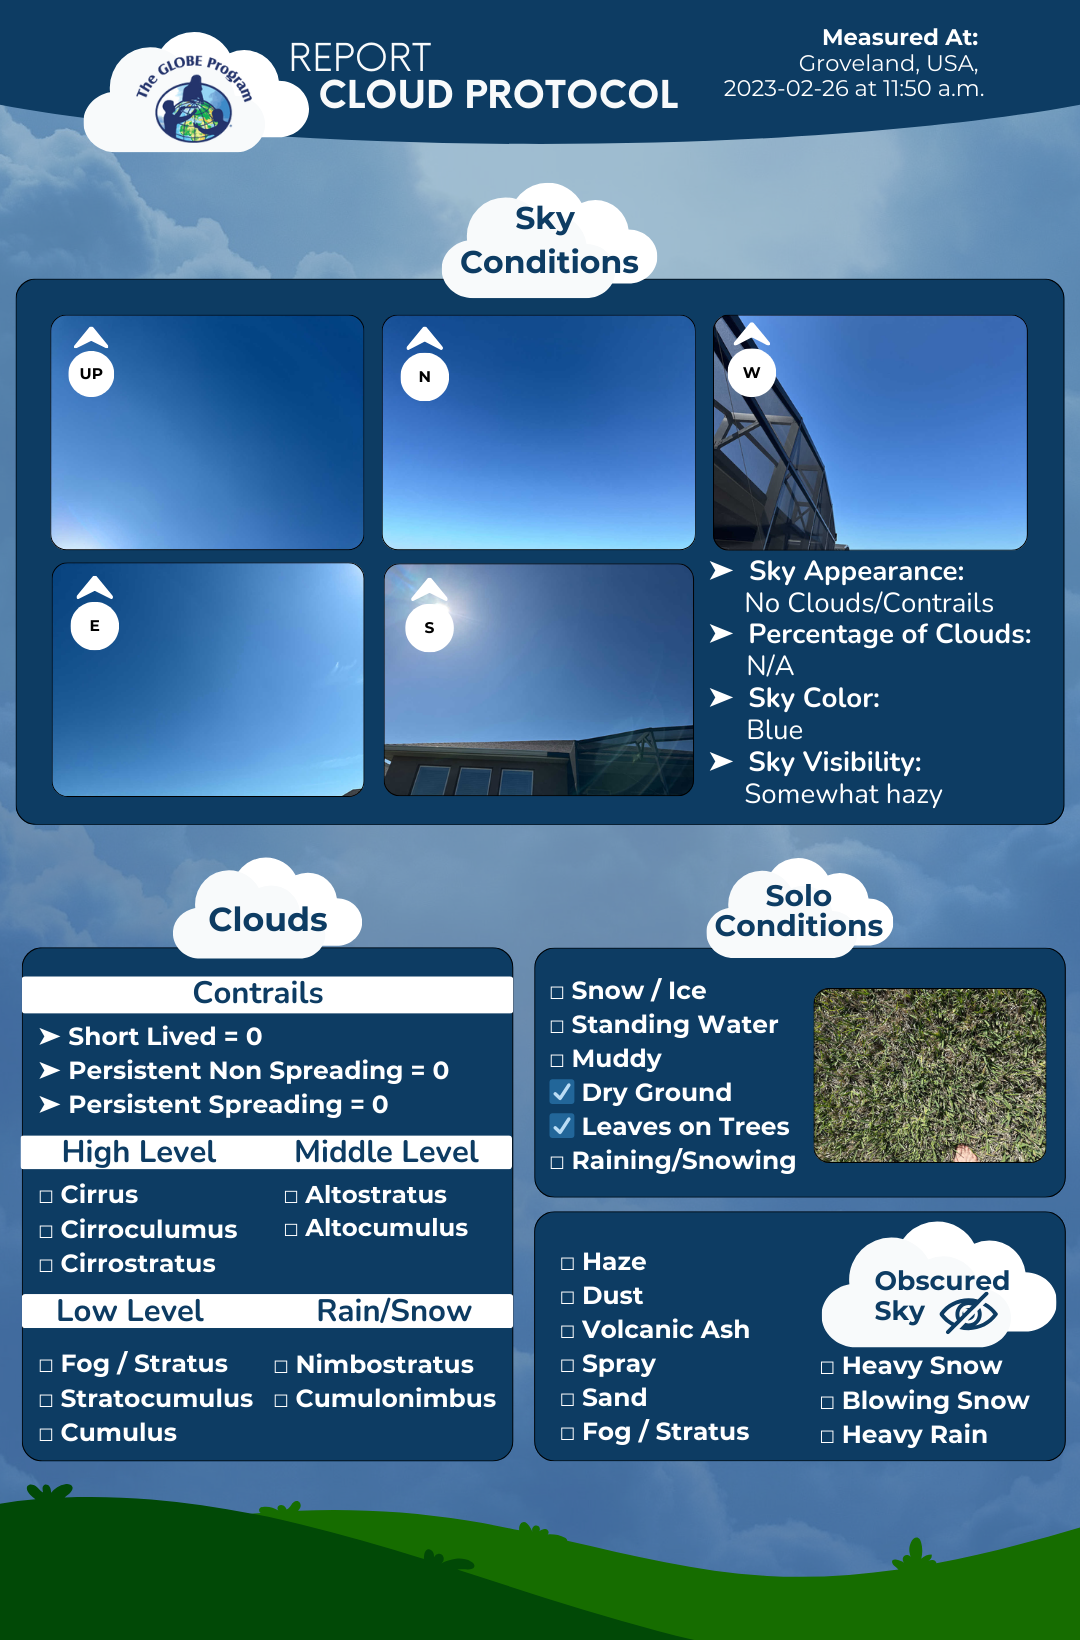 The GLOBE Program
REPORT
CLOUD PROTOCOL
Measured At:
Groveland, USA,
2023-02-26 at 11:50 a.m.
Sky
Conditions
UP
N
W
E
S
Sky Appearance:
No Clouds/Contrails
Percentage of Clouds:
N/A
Sky Color:
Blue
Sky Visibility:
Somewhat hazy
Clouds
Contrails
Short Lived = 0
Persistent Non Spreading = 0
Persistent Spreading = 0
High Level
Cirrus
Cirroculumus
Cirrostratus
Middle Level
Altostratus
Altocumulus
Low Level
Fog / Stratus
Stratocumulus
Cumulus
Rain/Snow
Nimbostratus
Cumulonimbus
Solo
Conditions
Snow / Ice
Standing Water
Muddy
Dry Ground
Leaves on Trees
Raining/Snowing
Obscured
Sky
Haze
Dust
Volcanic Ash
Spray
Sand
Fog / Stratus
Heavy Snow
Blowing Snow
Heavy Rain